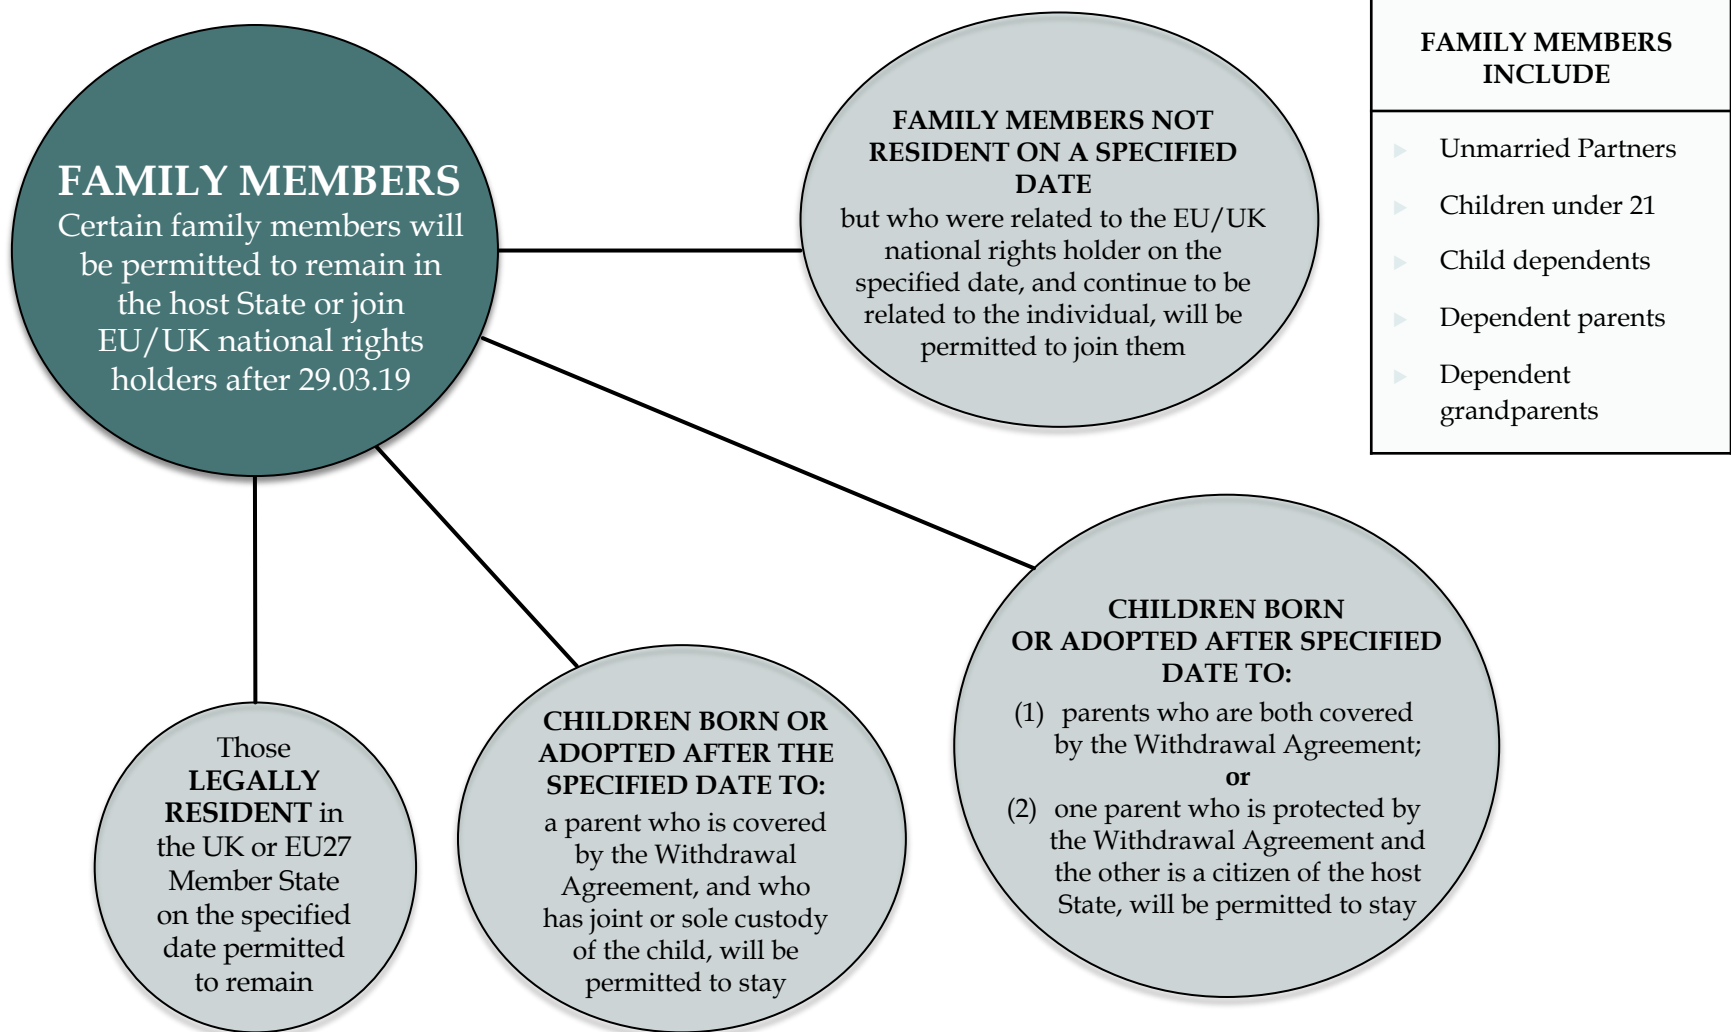 FAMILY MEMBERS
Certain family members will
be permitted to remain in
the host State or join
EU/UK national rights
holders after 29.03.19
FAMILY MEMBERS NOT
RESIDENT ON A SPECIFIED
DATE
but who were related to the EU/UK
national rights holder on the
specified date, and continue to be
related to the individual, will be
permitted to join them
FAMILY MEMBERS
INCLUDE
Unmarried Partners
Children under 21
Child dependents
Dependent parents
Dependent
grandparents
Those
LEGALLY
RESIDENT in
the UK or EU27
Member State
on the specified
date permitted
to remain
CHILDREN BORN OR
ADOPTED AFTER THE
SPECIFIED DATE TO:
a parent who is covered
by the Withdrawal
Agreement, and who
has joint or sole custody
of the child, will be
permitted to stay
CHILDREN BORN
OR ADOPTED AFTER SPECIFIED
DATE TO:
(1) parents who are both covered
by the Withdrawal Agreement;
or
(2) one parent who is protected by
the Withdrawal Agreement and
the other is a citizen of the host
State, will be permitted to stay